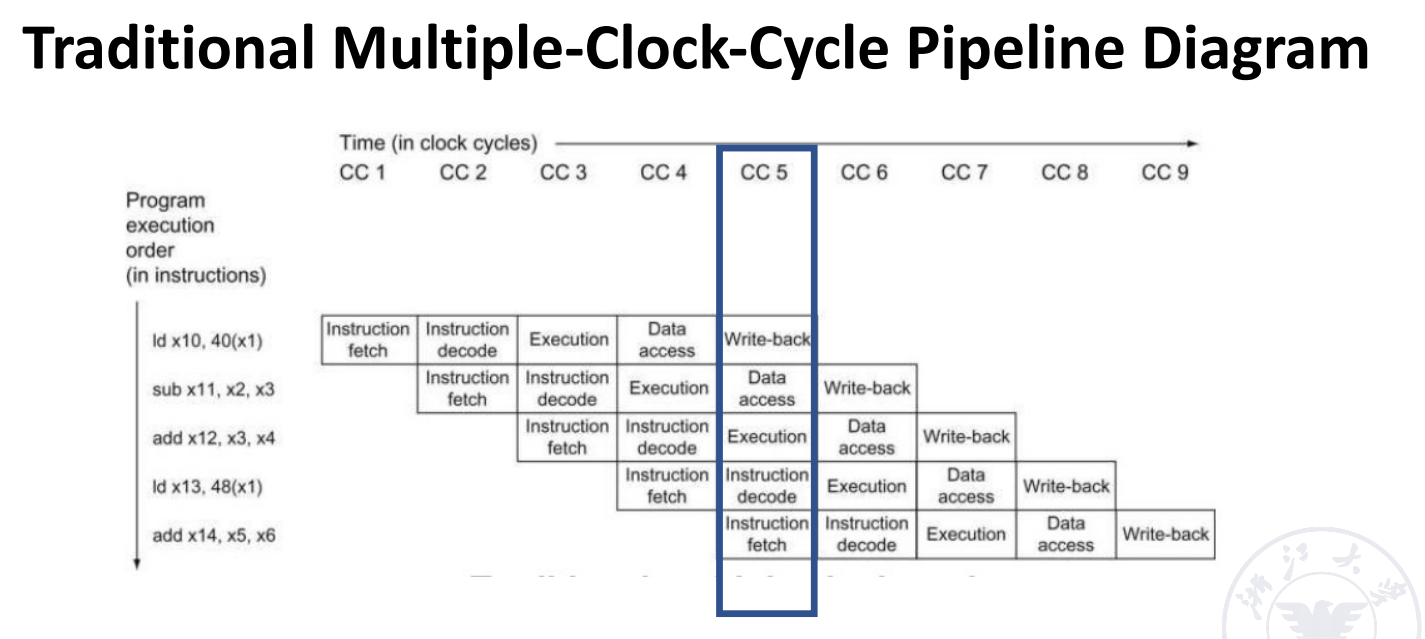 Traditional Multiple-Clock-Cycle Pipeline Diagram
Time (in clock cycles)
CC 1 CC 2 CC 3 CC 4 CC 5 CC 6 CC 7 CC 8 CC 9
Program
execution
order
(in instructions)
ld x10, 40(x1)
Instruction fetch
Instruction decode
Execution
Data access
Write-back
sub x11, x2, x3
Instruction fetch
Instruction decode
Execution
Data access
Write-back
add x12, x3, x4
Instruction fetch
Instruction decode
Execution
Data access
Write-back
ld x13, 48(x1)
Instruction fetch
Instruction decode
Execution
Data access
Write-back
add x14, x5, x6
Instruction fetch
Instruction decode
Execution
Data access
Write-back